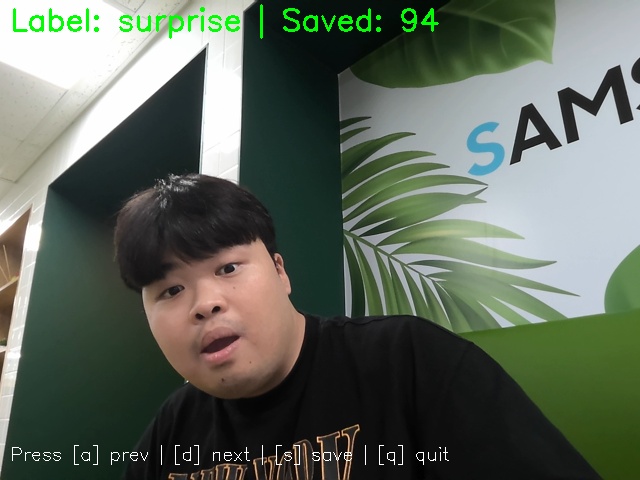 Label: surprise | Saved: 94
SAMS
Press [a] prev | [d] next | [s] save | [q] quit